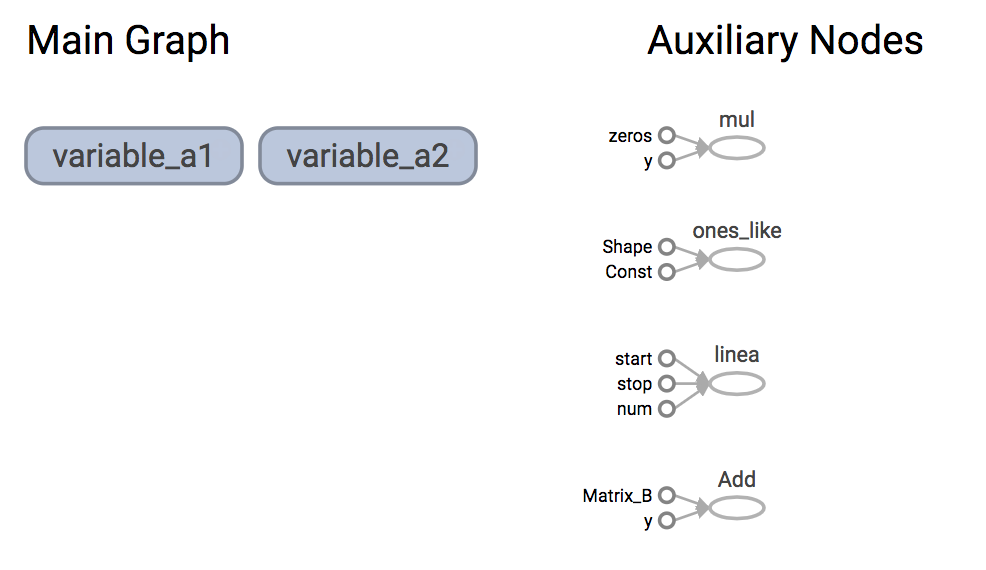 Main Graph
Auxiliary Nodes
variable_a1
variable_a2
mul
zeros
y
ones_like
Shape
Const
linea
start
stop
num
Add
Matrix_B
y